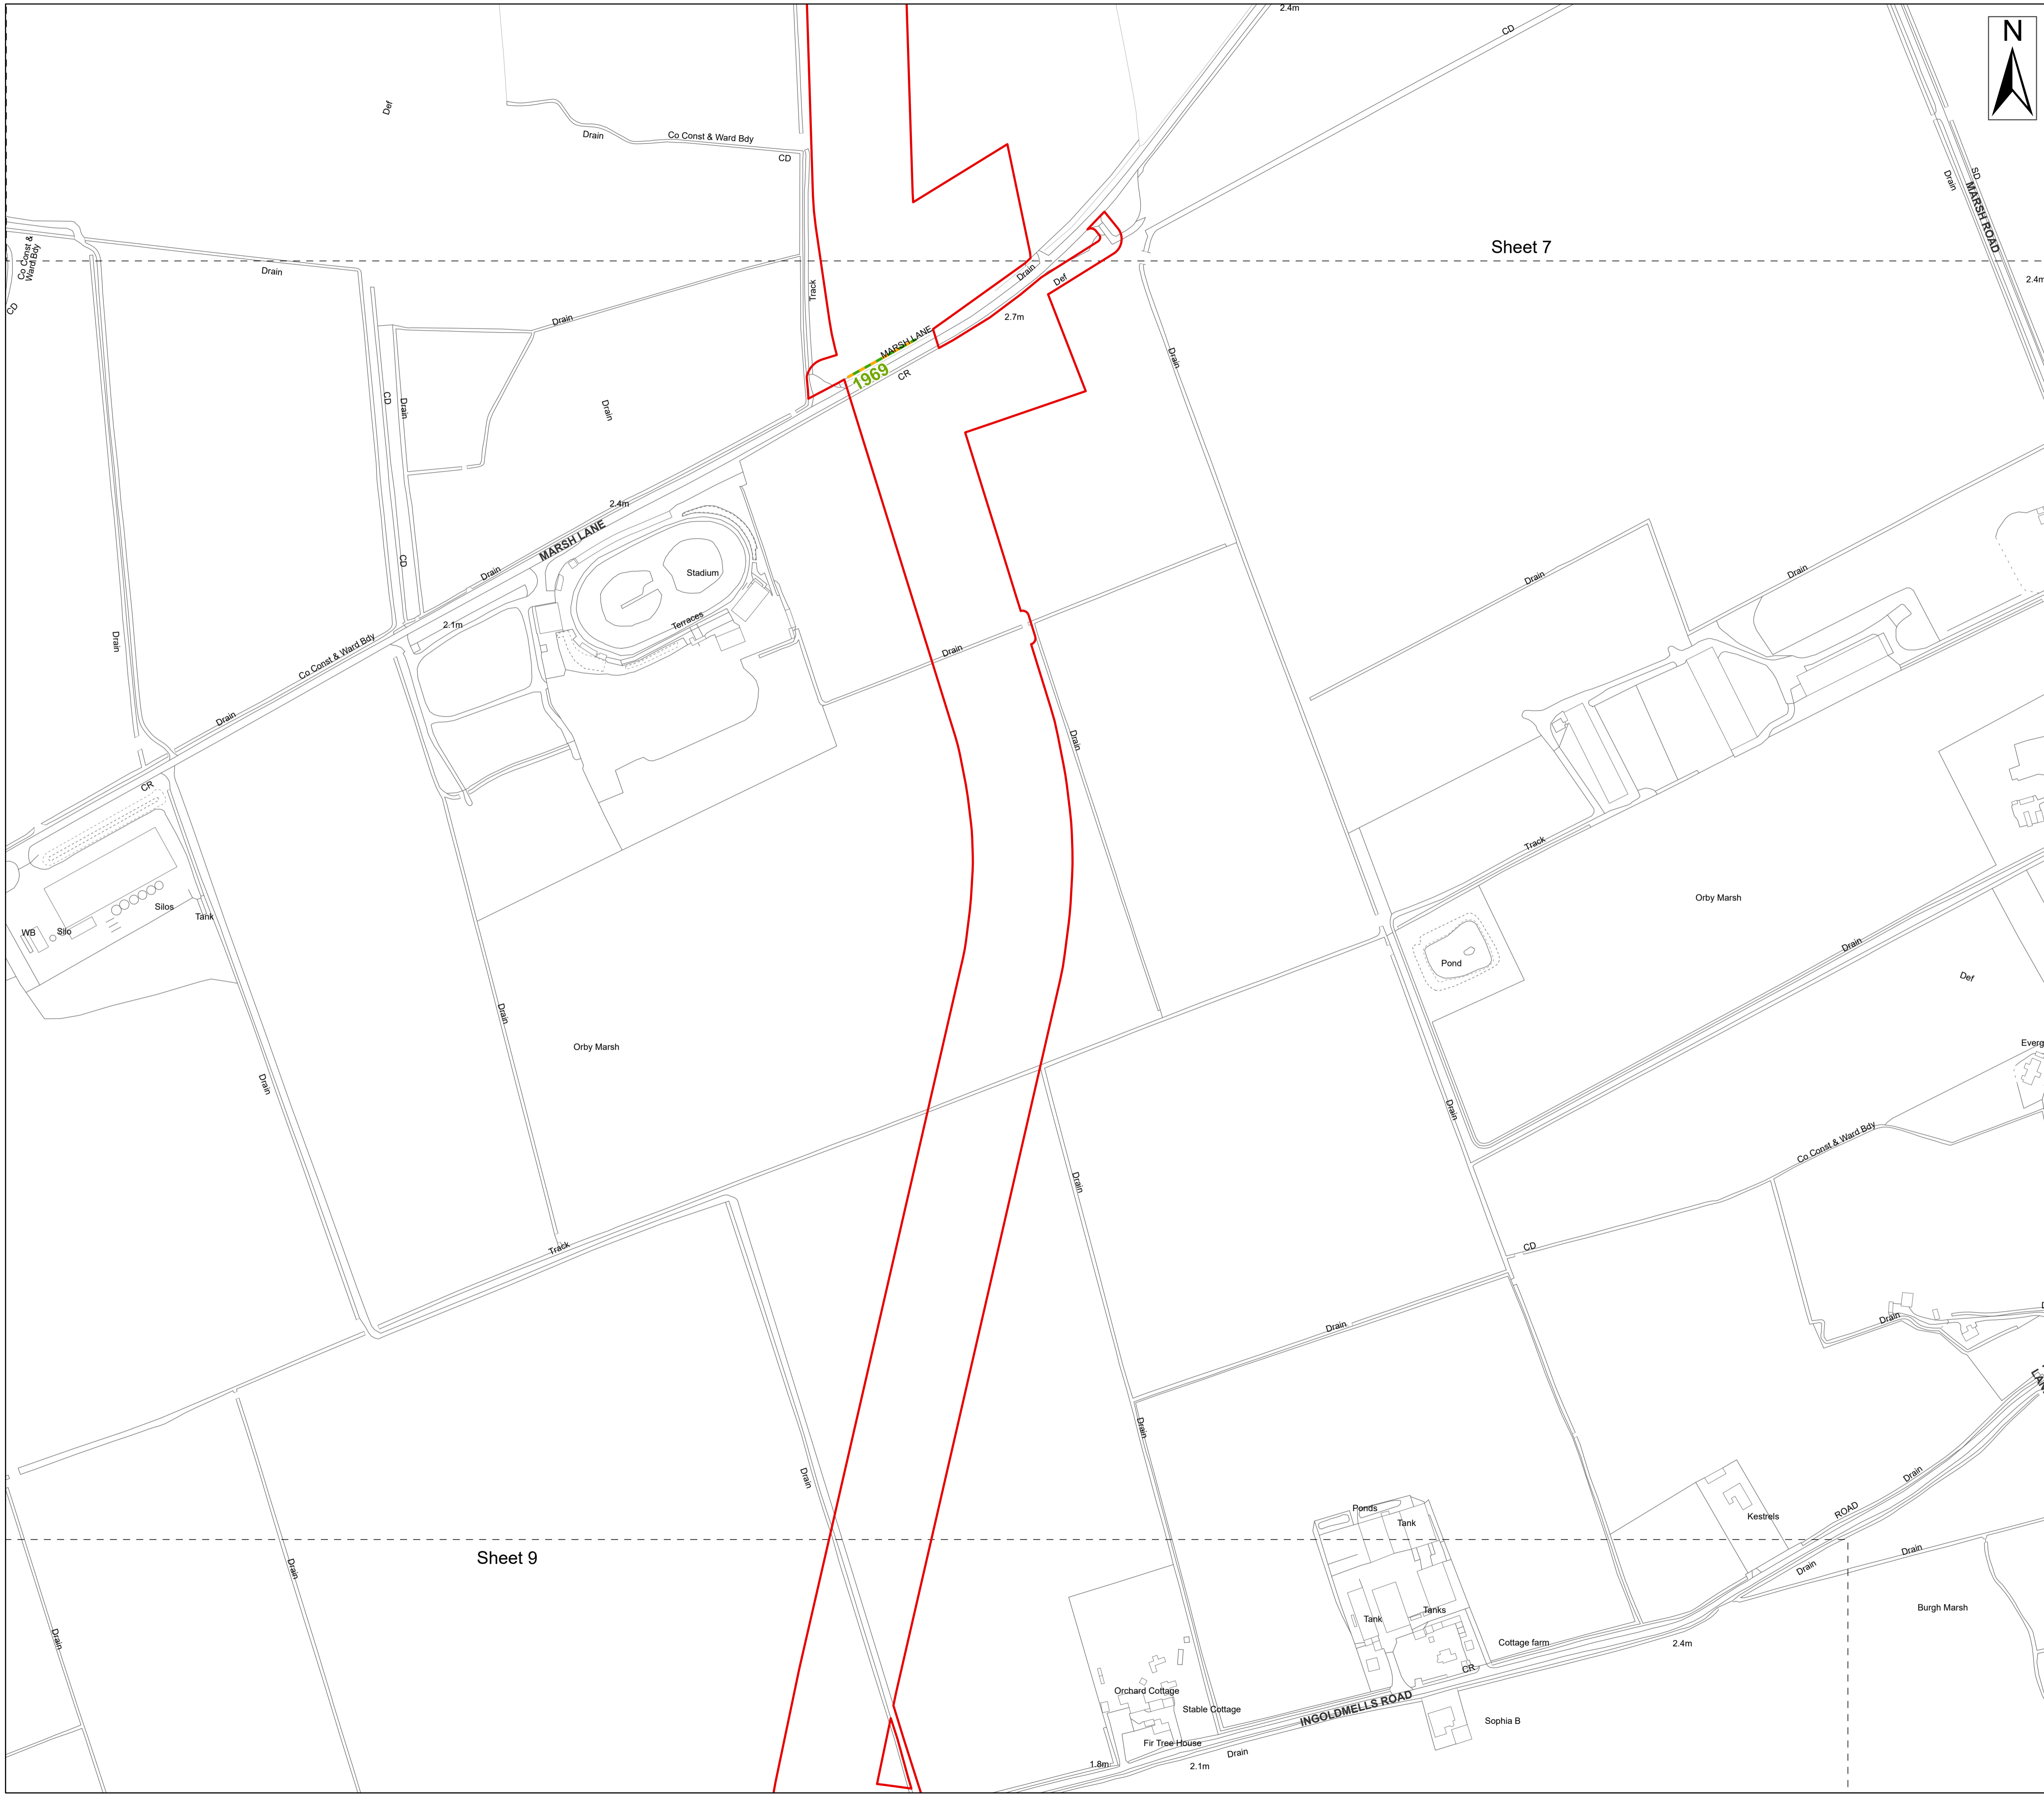 2.4m
CD
N
Def
Drain
Co Const & Ward Bdy
CD
SD
Drain
MARSH ROAD
Co Const &
Ward Bdy
Sheet 7
Drain
Drain
Def
2.4m
Track
CD
Drain
2.7m
MARSH LANE
1969
CR
Drain
CD
Drain
Drain
2.4m
MARSH LANE
CD
Drain
Stadium
Drain
Drain
Terraces
2.1m
Drain
Co Const & Ward Bdy
Drain
Drain
Drain
CR
Track
Orby Marsh
Silos
Tank
WB
Silo
Drain
Pond
Def
Drain
Orby Marsh
Everg
Drain
Drain
Co Const & Ward Bdy
Drain
Track
CD
Drain
Drain
LAN
Drain
Drain
Drain
Ponds
ROAD
Kestrels
Tank
Sheet 9
Drain
Drain
Drain
Burgh Marsh
Tank
Tanks
Drain
Cottage farm
2.4m
CR
Orchard Cottage
Stable Cottage
INGOLDMELLS ROAD
Sophia B
Fir Tree House
Drain
1.8m
2.1m